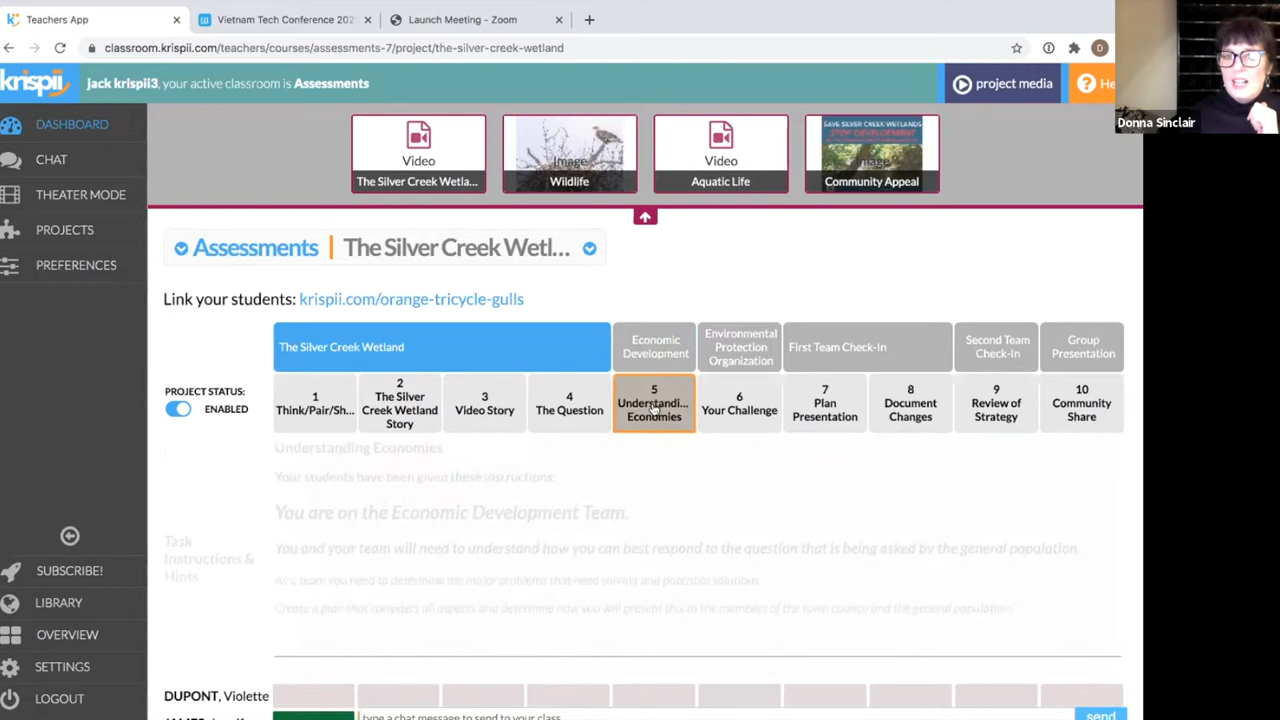 Teachers App
Vietnam Tech Conference 202
Launch Meeting - Zoom
classroom.krispii.com/teachers/courses/assessments-7/project/the-silver-creek-wetland
D
krispii
jack krispii3, your active classroom is Assessments
project media
? He
Donna Sinclair
DASHBOARD
CHAT
THEATER MODE
PROJECTS
PREFERENCES
SUBSCRIBE!
LIBRARY
OVERVIEW
SETTINGS
LOGOUT
Video
The Silver Creek Wetla...
Image
Wildlife
Video
Aquatic Life
SAVE SILVER CREEK WETLANDS
STOP DEVELOPMENT
Image
Community Appeal
Assessments | The Silver Creek Wetl...
Link your students: krispii.com/orange-tricycle-gulls
PROJECT STATUS:
ENABLED
The Silver Creek Wetland
Economic
Development
Environmental
Protection
Organization
First Team Check-In
Second Team
Check-In
Group
Presentation
1
Think/Pair/Sh...
2
The Silver
Creek Wetland
Story
3
Video Story
4
The Question
5
Understandi...
Economies
6
Your Challenge
7
Plan
Presentation
8
Document
Changes
9
Review of
Strategy
10
Community
Share
Understanding Economies
Your students have been given these instructions:
Task
Instructions &
Hints
You are on the Economic Development Team.
You and your team will need to understand how you can best respond to the question that is being asked by the general population.
As a team you need to determine the major problems that need solving and potential solutions.
Create a plan that considers all aspects and determine how you will present this to the members of the town council and the general population.
DUPONT, Violette
type a chat message to send to your class
send